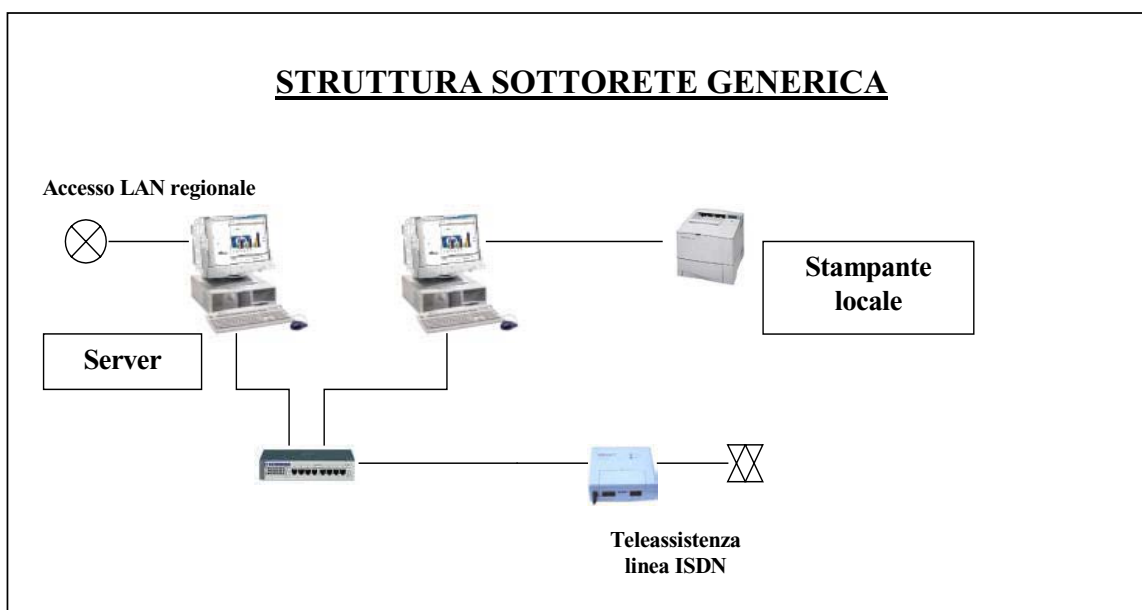 STRUTTURA SOTTORETE GENERICA
Accesso LAN regionale
Stampante
locale
Server
Teleassistenza
linea ISDN